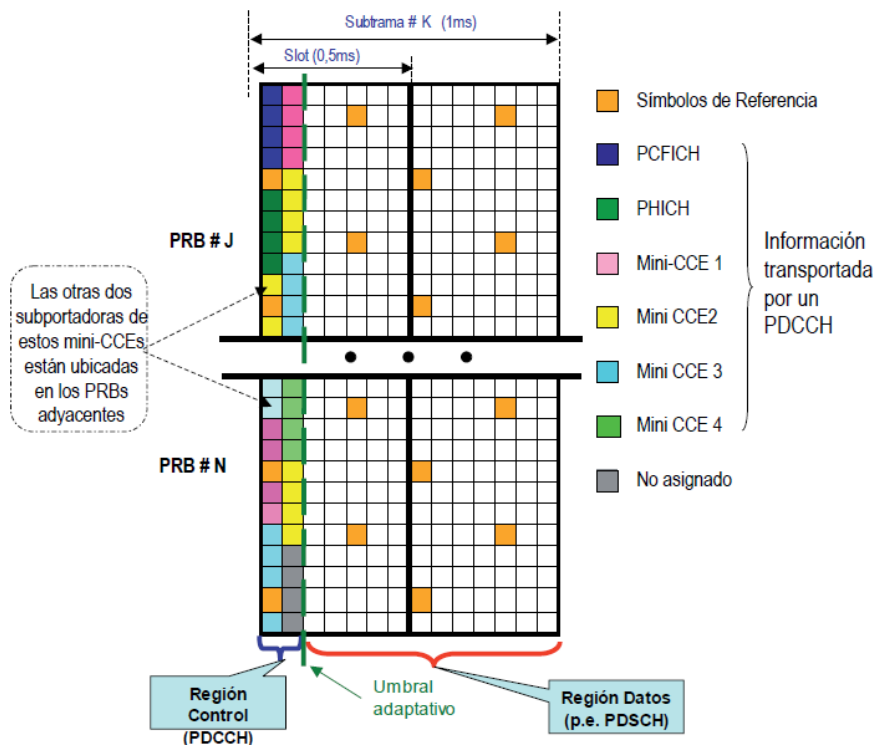 Subtrama # K (1ms)
Slot (0,5ms)
Símbolos de Referencia
PCFICH
PHICH
Mini-CCE 1
Mini CCE2
Mini CCE 3
Mini CCE 4
No asignado
Información
transportada
por un
PDCCH
PRB # J
Las otras dos
subportadoras de
estos mini-CCEs
están ubicadas
en los PRBs
adyacentes
PRB # N
Región
Control
(PDCCH)
Umbral
adaptativo
Región Datos
(p.e. PDSCH)